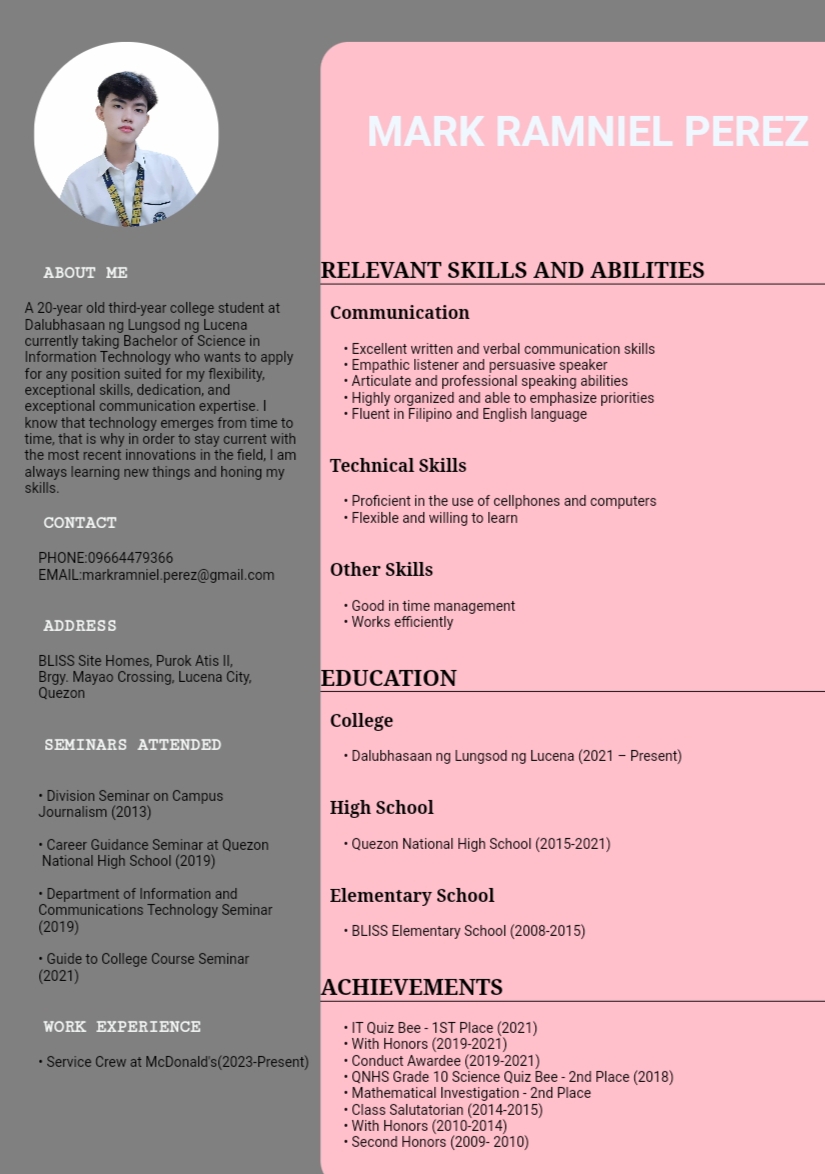 MARK RAMNIEL PEREZ
ABOUT ME
A 20-year old third-year college student at
Dalubhasaan ng Lungsod ng Lucena
currently taking Bachelor of Science in
Information Technology who wants to apply
for any position suited for my flexibility,
exceptional skills, dedication, and
exceptional communication expertise. I
know that technology emerges from time to
time, that is why in order to stay current with
the most recent innovations in the field, I am
always learning new things and honing my
skills.
CONTACT
PHONE:09664479366
EMAIL:markramniel.perez@gmail.com
ADDRESS
BLISS Site Homes, Purok Atis II,
Brgy. Mayao Crossing, Lucena City,
Quezon
SEMINARS ATTENDED
• Division Seminar on Campus
Journalism (2013)
• Career Guidance Seminar at Quezon
National High School (2019)
• Department of Information and
Communications Technology Seminar
(2019)
• Guide to College Course Seminar
(2021)
WORK EXPERIENCE
• Service Crew at McDonald's(2023-Present)
RELEVANT SKILLS AND ABILITIES
Communication
• Excellent written and verbal communication skills
• Empathic listener and persuasive speaker
• Articulate and professional speaking abilities
• Highly organized and able to emphasize priorities
• Fluent in Filipino and English language
Technical Skills
• Proficient in the use of cellphones and computers
• Flexible and willing to learn
Other Skills
• Good in time management
• Works efficiently
EDUCATION
College
• Dalubhasaan ng Lungsod ng Lucena (2021 – Present)
High School
• Quezon National High School (2015-2021)
Elementary School
• BLISS Elementary School (2008-2015)
ACHIEVEMENTS
• IT Quiz Bee - 1ST Place (2021)
• With Honors (2019-2021)
• Conduct Awardee (2019-2021)
• QNHS Grade 10 Science Quiz Bee - 2nd Place (2018)
• Mathematical Investigation - 2nd Place
• Class Salutatorian (2014-2015)
• With Honors (2010-2014)
• Second Honors (2009- 2010)